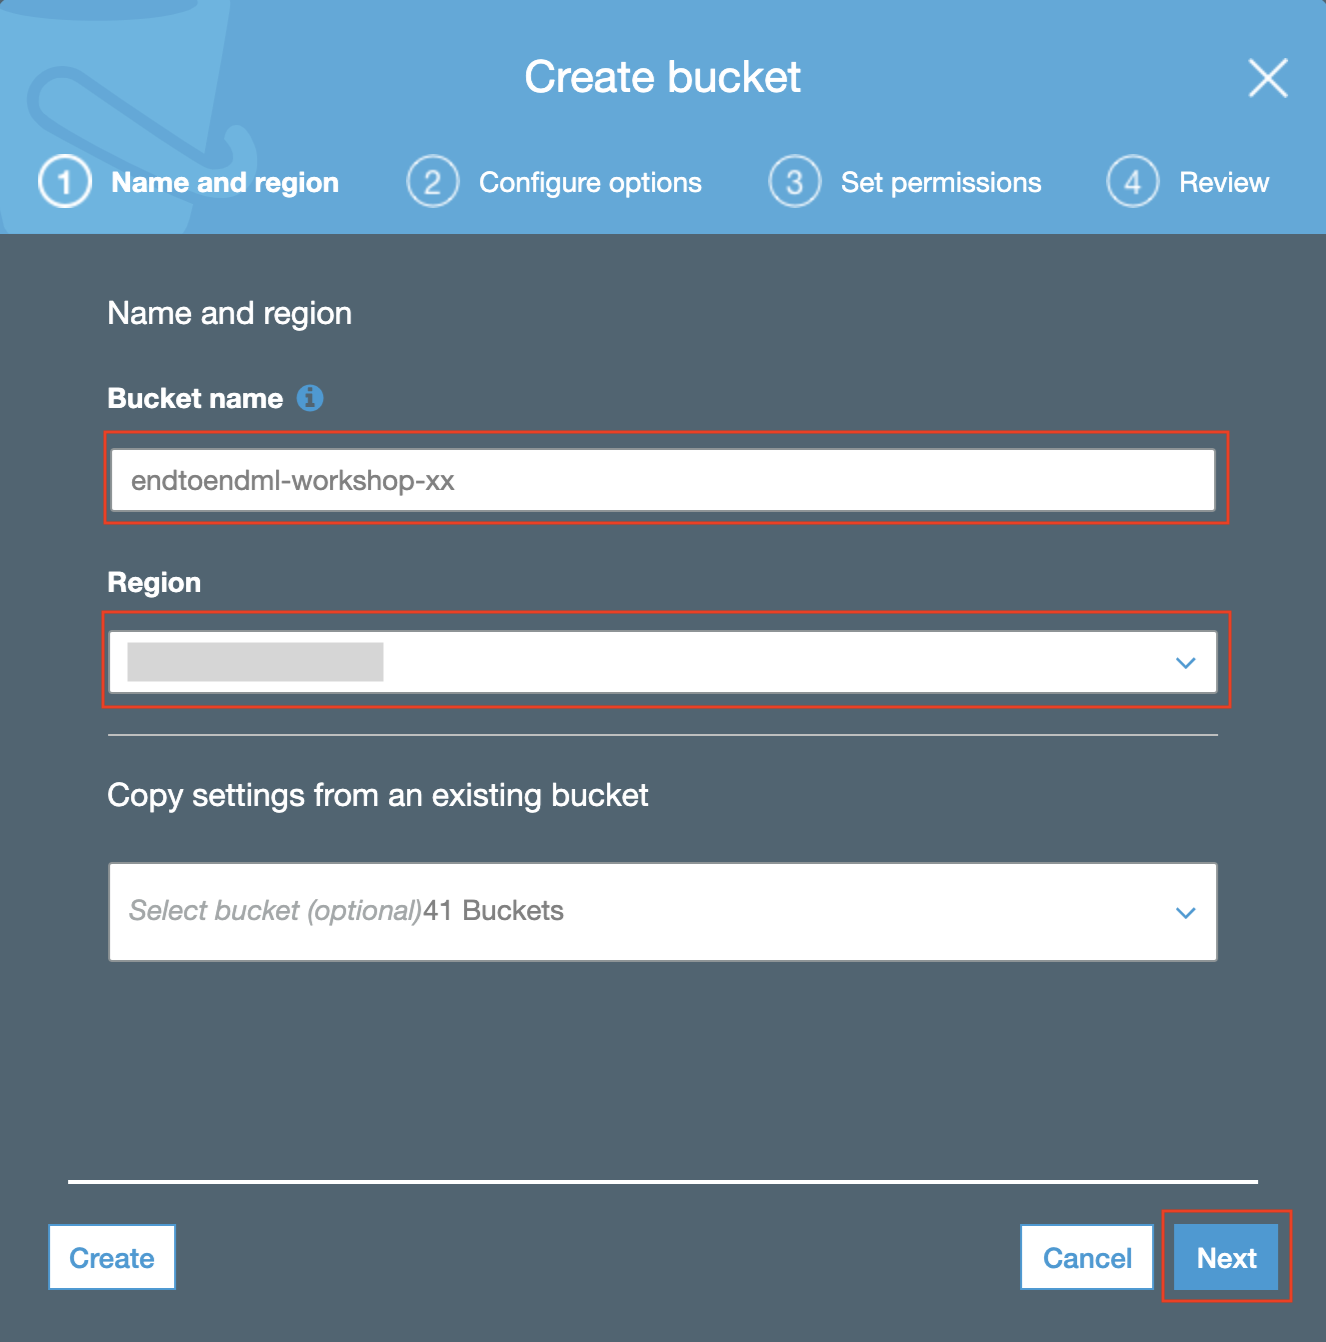 Create bucket
1 Name and region 2 Configure options 3 Set permissions 4 Review
Name and region
Bucket name i
endtoendml-workshop-xx
Region
Copy settings from an existing bucket
Select bucket (optional)41 Buckets
Create Cancel Next